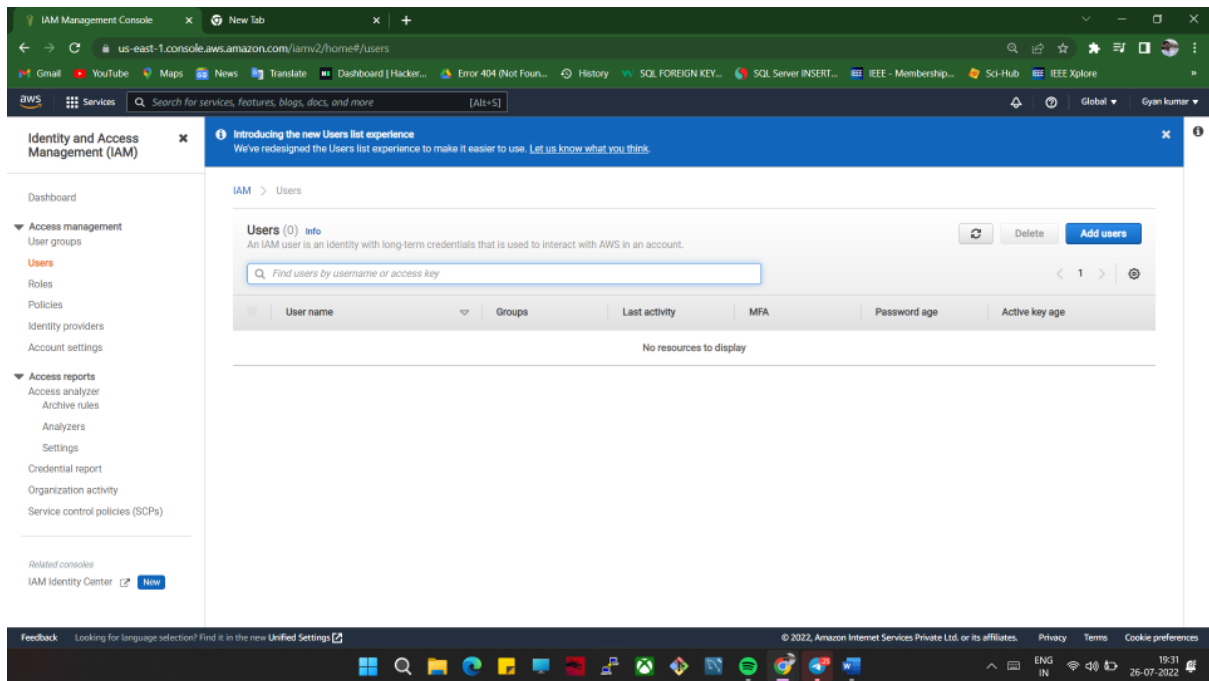 IAM Management Console
New Tab
us-east-1.console.aws.amazon.com/iamv2/home#/users
Gmail YouTube Maps News Translate Dashboard | Hacker... Error 404 (Not Foun... History SQL FOREIGN KEY... SQL Server INSERT... IEEE - Membership... Sci-Hub IEEE Xplore »
aws Services Search for services, features, blogs, docs, and more [Alt+S] Global Gyan kumar
Identity and Access
Management (IAM)
Dashboard
Access management
User groups
Users
Roles
Policies
Identity providers
Account settings
Access reports
Access analyzer
Archive rules
Analyzers
Settings
Credential report
Organization activity
Service control policies (SCPs)
Related consoles
IAM Identity Center New
Introducing the new Users list experience
We've redesigned the Users list experience to make it easier to use. Let us know what you think.
IAM > Users
Users (0) Info
An IAM user is an identity with long-term credentials that is used to interact with AWS in an account.
Delete Add users
Find users by username or access key
< 1 >
User name Groups Last activity MFA Password age Active key age
No resources to display
Feedback Looking for language selection? Find it in the new Unified Settings © 2022, Amazon Internet Services Private Ltd. or its affiliates. Privacy Terms Cookie preferences
ENG
IN
19:31
26-07-2022